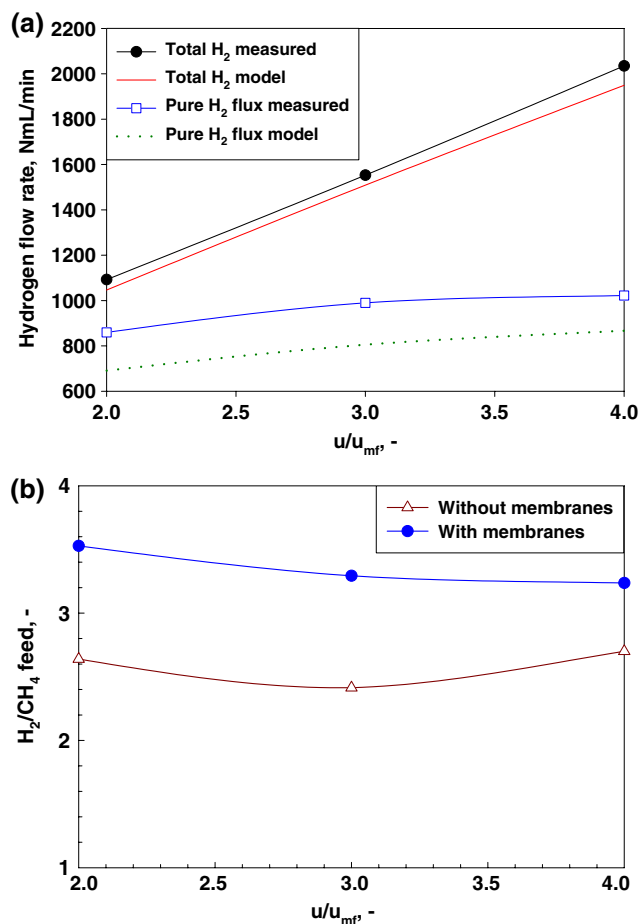 (a)
Hydrogen flow rate, NmL/min
2200
2000
1800
1600
1400
1200
1000
800
600
Total H2 measured
Total H2 model
Pure H2 flux measured
Pure H2 flux model
2.0 2.5 3.0 3.5 4.0
u/umf, -
(b)
H2/CH4 feed, -
4
3
2
1
Without membranes
With membranes
2.0 2.5 3.0 3.5 4.0
u/umf, -